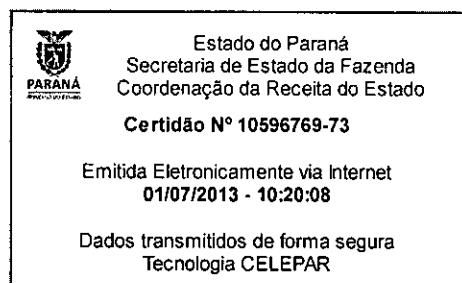 Estado do Paraná
Secretaria de Estado da Fazenda
PARANÁ
Coordenação da Receita do Estado
Certidão Nº 10596769-73
Emitida Eletronicamente via Internet
01/07/2013 - 10:20:08
Dados transmitidos de forma segura
Tecnologia CELEPAR